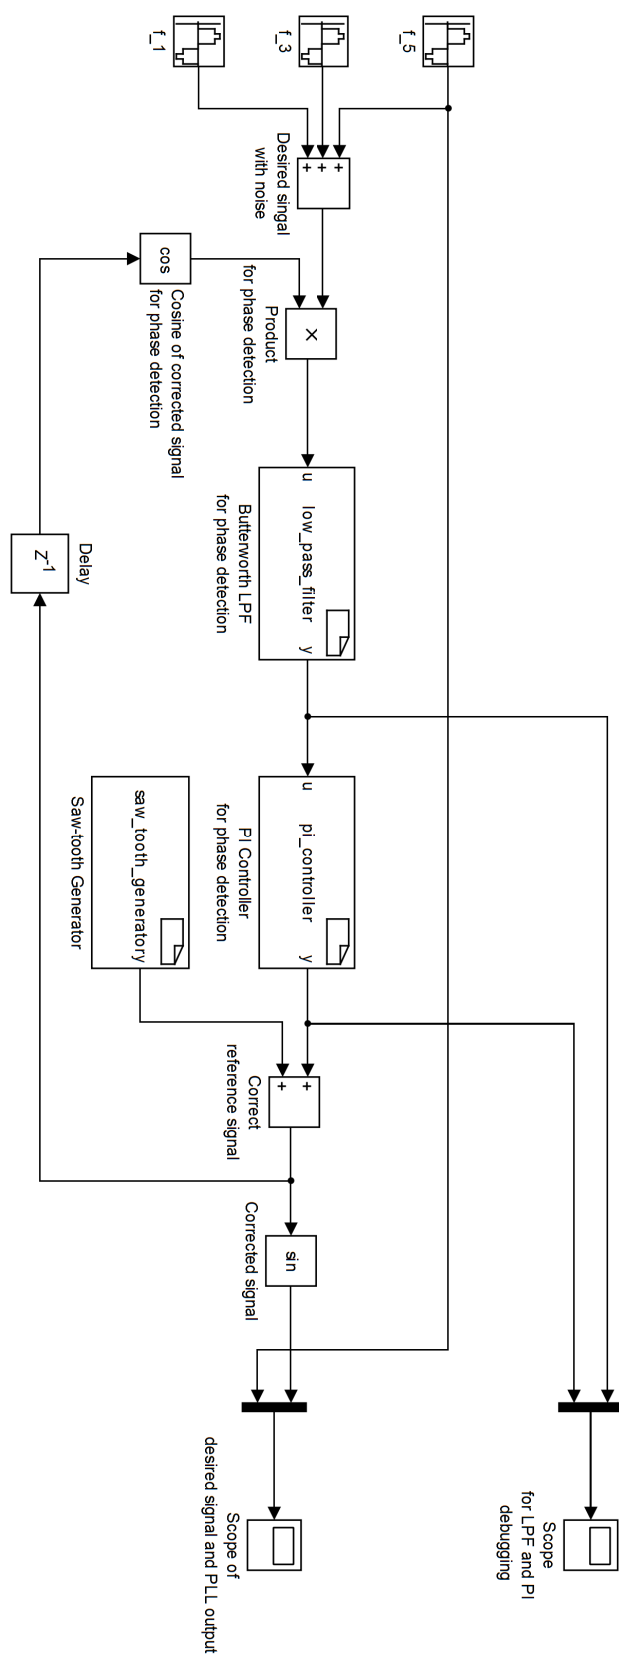 f_5
f_3
f_1
+
+
+
Desired singal
with noise
cos
Cosine of corrected signal
for phase detection
×
Product
for phase detection
u
low_pass_filter
y
Butterworth LPF
for phase detection
Z-1
Delay
u
pi_controller
y
PI Controller
for phase detection
saw_tooth_generatory
Saw-tooth Generator
+
+
Correct
reference signal
sin
Corrected signal
Scope
for LPF and PI
debugging
Scope of
desired signal and PLL output